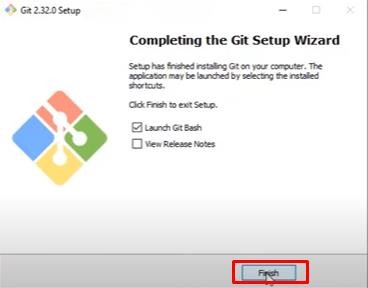 Git 2.32.0 Setup
Completing the Git Setup Wizard
Setup has finished installing Git on your computer. The
application may be launched by selecting the installed
shortcuts.
Click Finish to exit Setup.
Launch Git Bash
View Release Notes
Finish